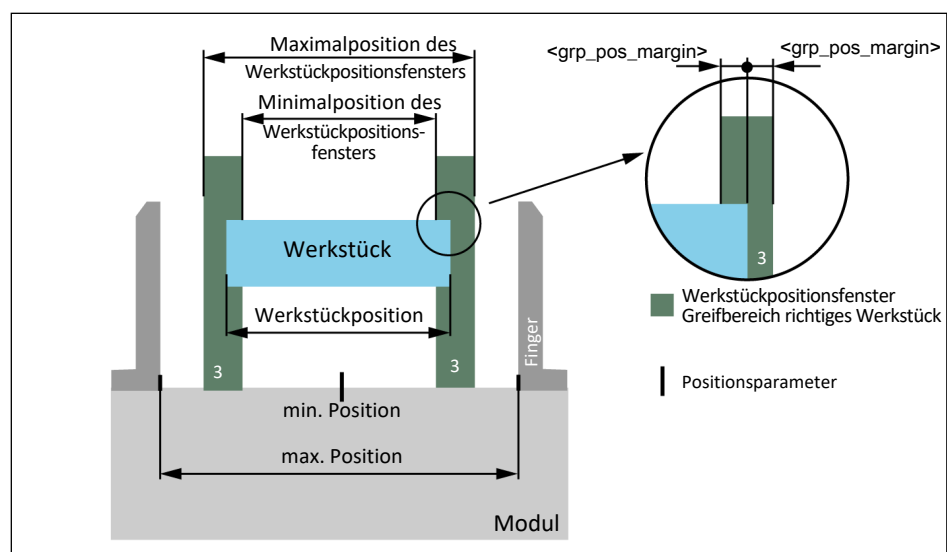 Maximalposition des
Werkstückpositionsfensters
Minimalposition des
Werkstückpositions-
fensters
Werkstück
Werkstückposition
3
3
Finger
min. Position
max. Position
Modul
<grp_pos_margin>
<grp_pos_margin>
3
Werkstückpositionsfenster
Greifbereich richtiges Werkstück
Positionsparameter